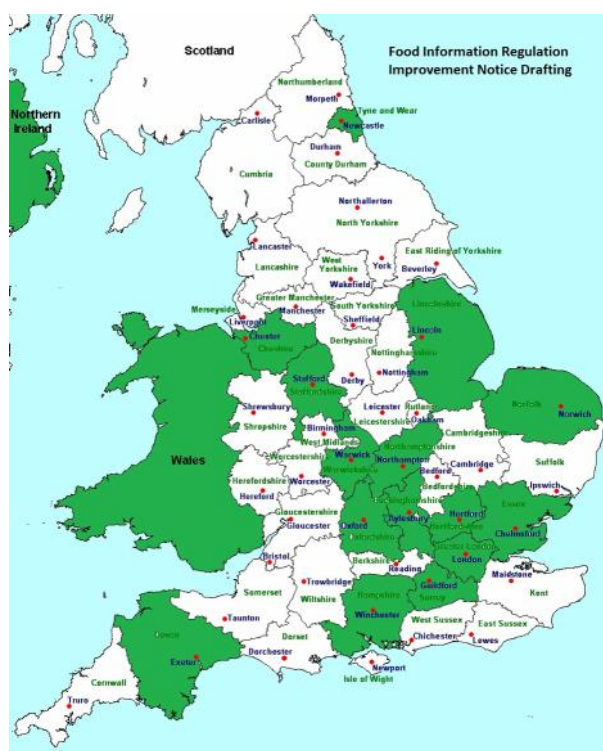 Scotland
Food Information Regulation
Improvement Notice Drafting
Northumberland
Morpeth
Tyne and Wear
Newcastle
Carlisle
Northern
Ireland
Durham
County Durham
Cumbria
Northallerton
North Yorkshire
Lancaster
Lancashire
West
Yorkshire
York
East Riding of Yorkshire
Beverley
Wakefield
Greater Manchester
South Yorkshire
Merseyside
Manchester
Sheffield
Liverpool
Lincolnshire
Lincoln
Chester
Cheshire
Derbyshire
Nottinghamshire
Stafford
Staffordshire
Derby
Nottingham
Norfolk
Norwich
Shrewsbury
Shropshire
Leicester
Leicestershire
Rutland
Oakham
Birmingham
West Midlands
Cambridgeshire
Wales
Worcestershire
Warwick
Warwickshire
Northamptonshire
Northampton
Bedford
Cambridge
Suffolk
Herefordshire
Hereford
Worcester
Bedfordshire
Ipswich
Buckinghamshire
Essex
Gloucestershire
Gloucester
Oxford
Oxfordshire
Aylesbury
Hertford
Hertfordshire
Chelmsford
Greater London
London
Bristol
Berkshire
Reading
Maidstone
Kent
Trowbridge
Wiltshire
Somerset
Guildford
Surrey
Hampshire
Winchester
Taunton
West Sussex
East Sussex
Devon
Dorset
Chichester
Lewes
Exeter
Dorchester
Newport
Isle of Wight
Cornwall
Truro